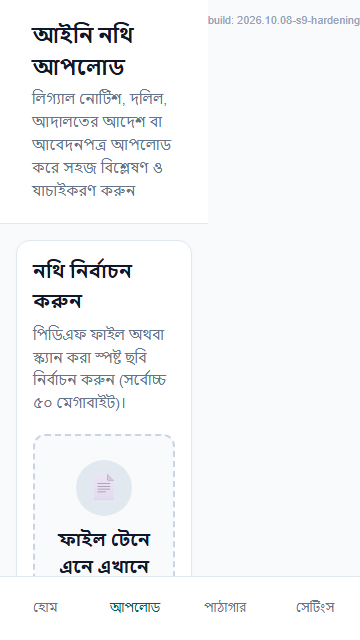 build: 2026.10.08-s9-hardening
আইনি নথি
আপলোড
লিগ্যাল নোটিশ, দলিল,
আদালতের আদেশ বা
আবেদনপত্র আপলোড
করে সহজ বিশ্লেষণ ও
যাচাইকরণ করুন
নথি নির্বাচন
করুন
পিডিএফ ফাইল অথবা
স্ক্যান করা স্পষ্ট ছবি
নির্বাচন করুন (সর্বোচ্চ
৫০ মেগাবাইট)।
ফাইল টেনে
এনে এখানে
হোম
আপলোড
পাঠাগার
সেটিংস